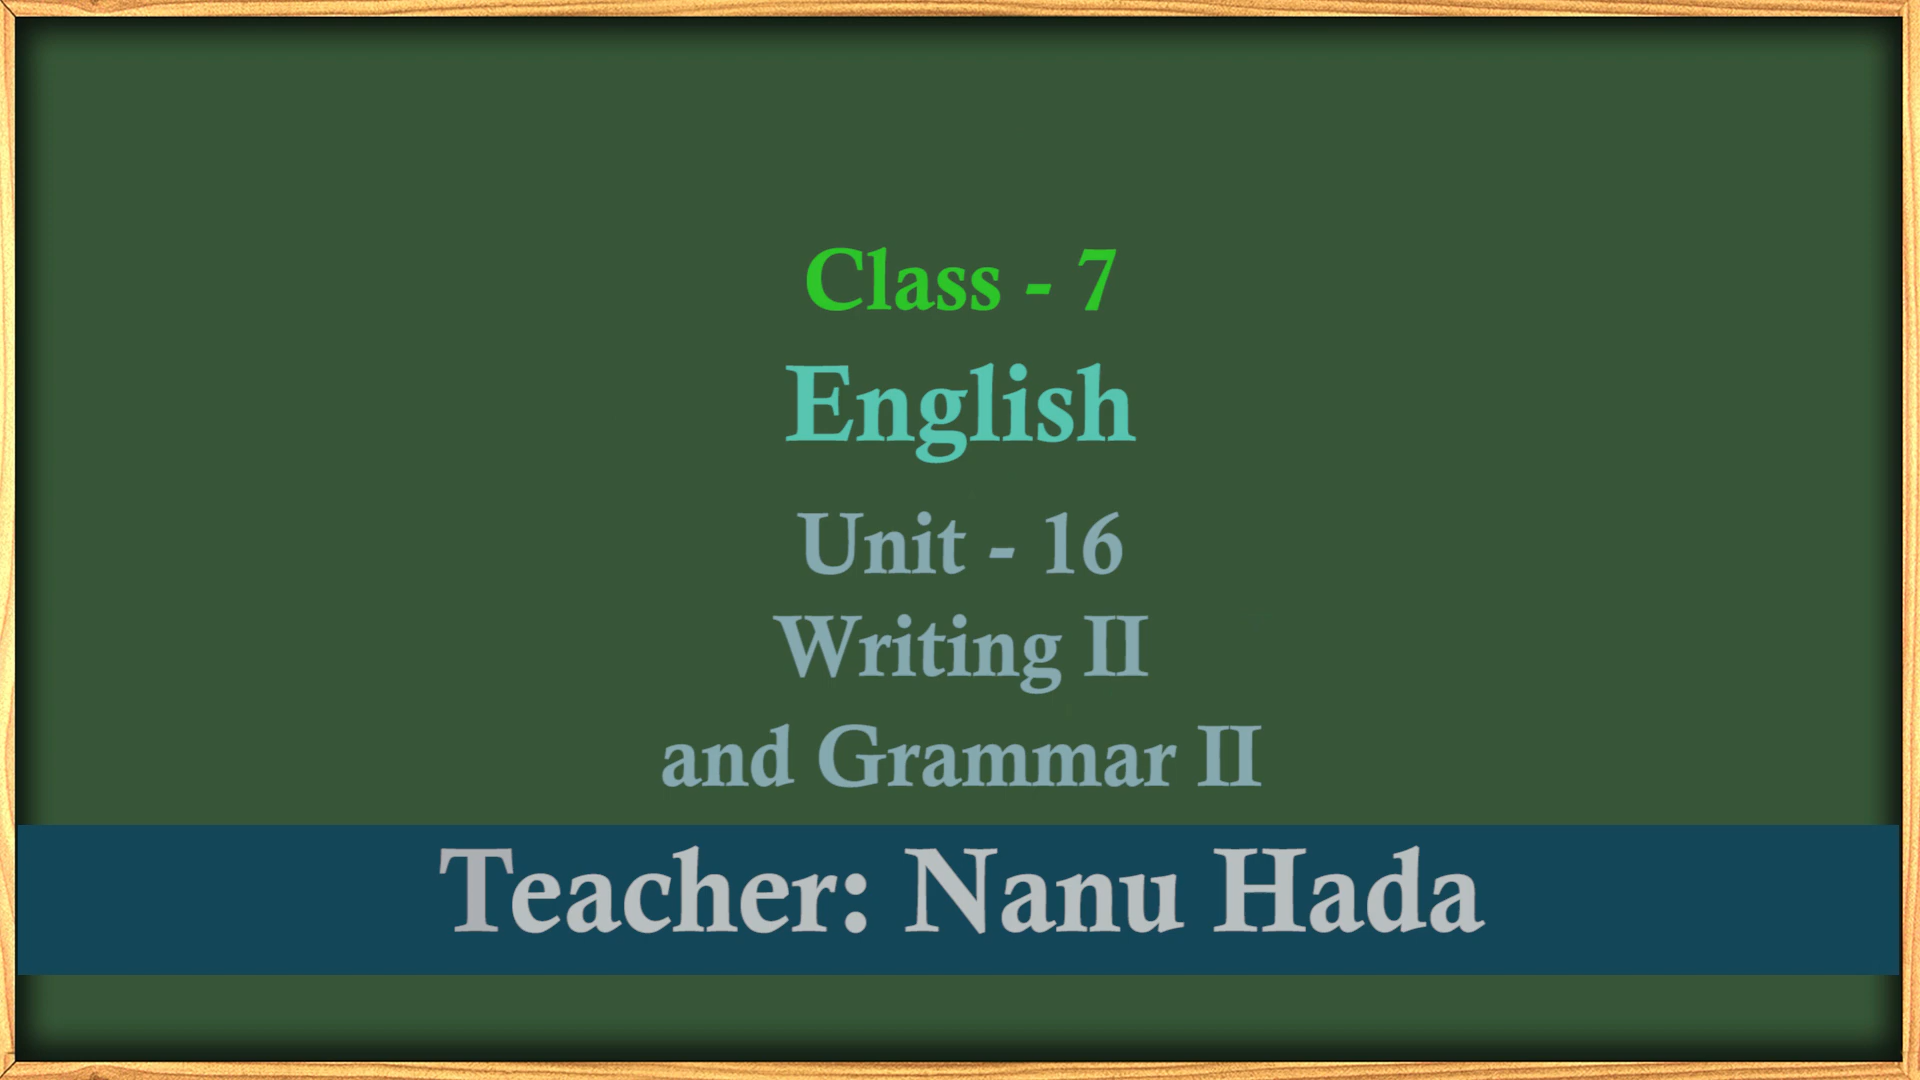 Class - 7
English
Unit - 16
Writing II
and Grammar II
Teacher: Nanu Hada